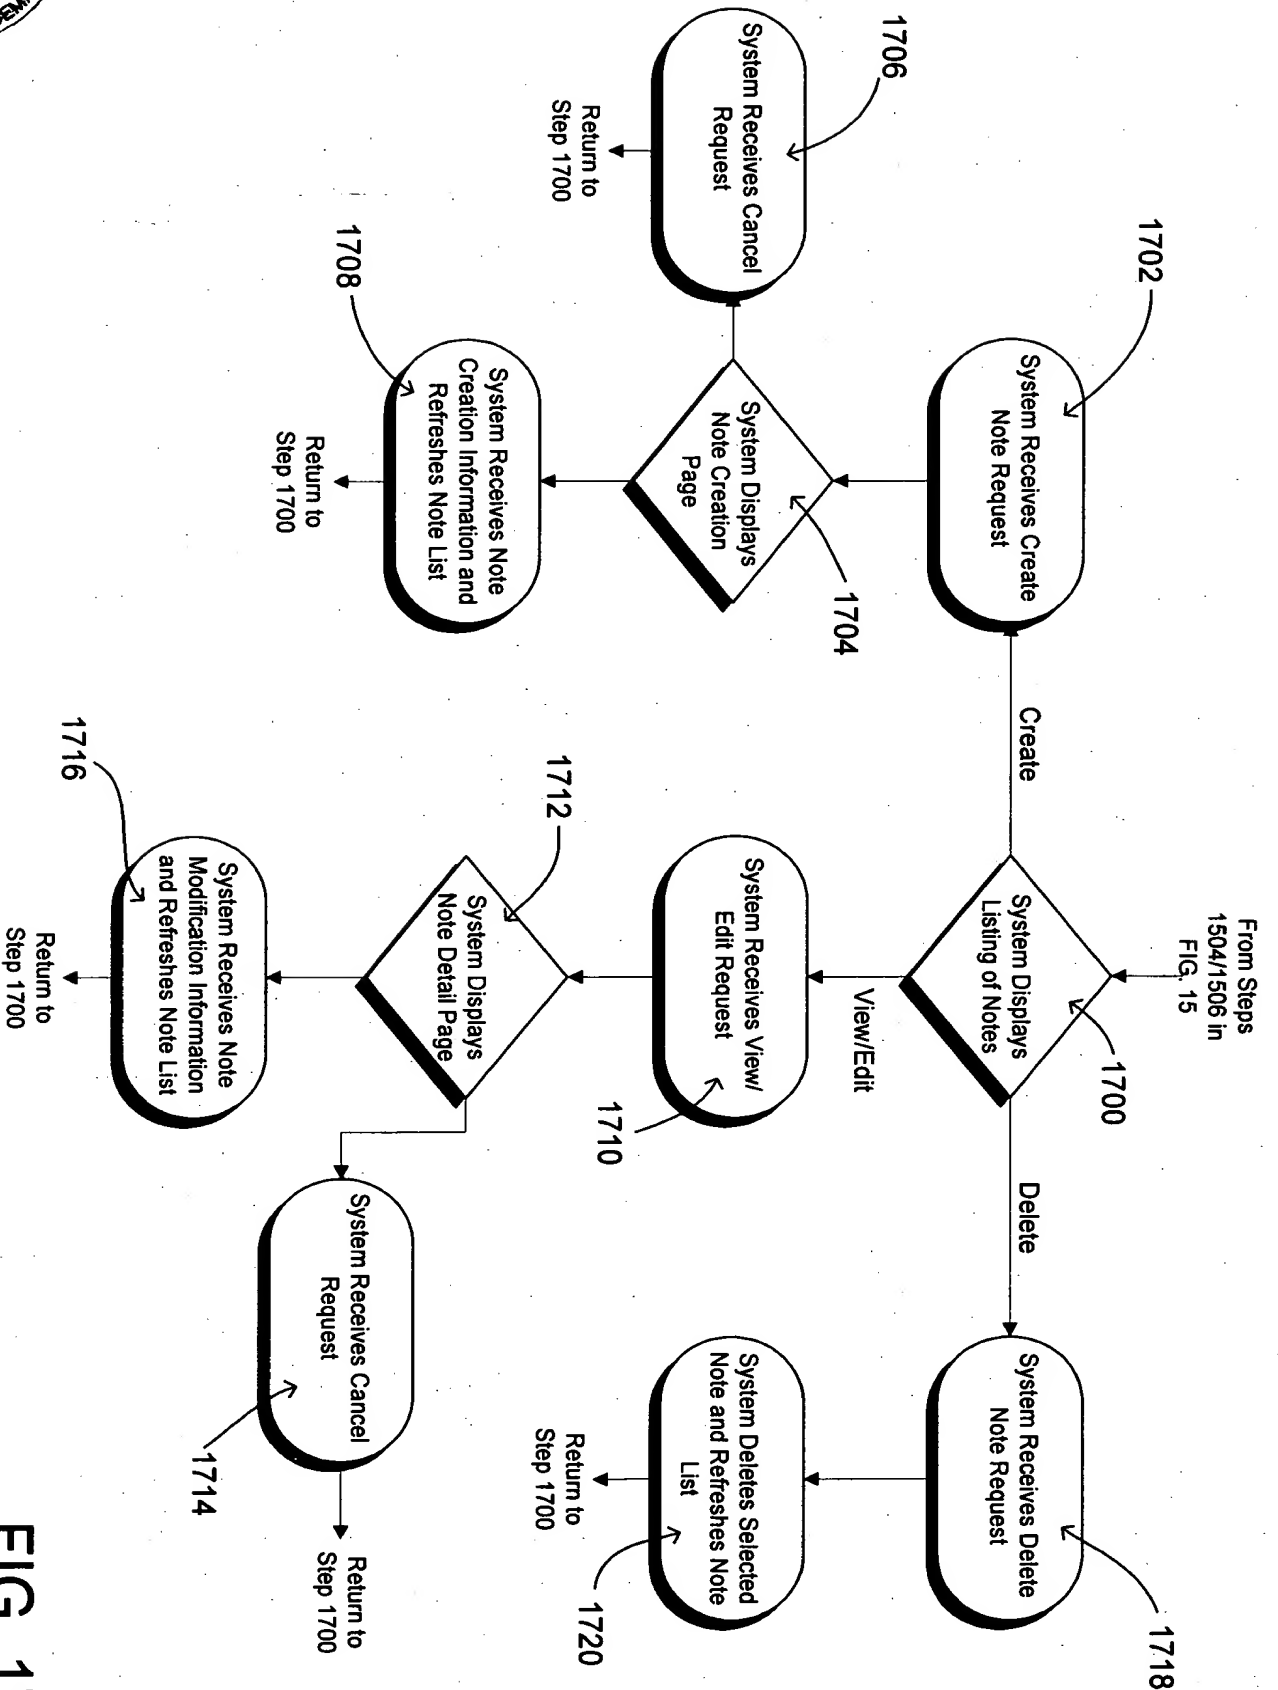 From Steps
1504/1506 in
FIG. 15
1700
System Displays
Listing of Notes
Create
View/Edit
Delete
1702
System Receives Create
Note Request
1704
System Displays
Note Creation
Page
1706
System Receives Cancel
Request
Return to
Step 1700
1708
System Receives Note
Creation Information and
Refreshes Note List
Return to
Step 1700
1710
System Receives View/
Edit Request
1712
System Displays
Note Detail Page
1714
System Receives Cancel
Request
Return to
Step 1700
1716
System Receives Note
Modification Information
and Refreshes Note List
Return to
Step 1700
1718
System Receives Delete
Note Request
1720
System Deletes Selected
Note and Refreshes Note
List
Return to
Step 1700
FIG. 1